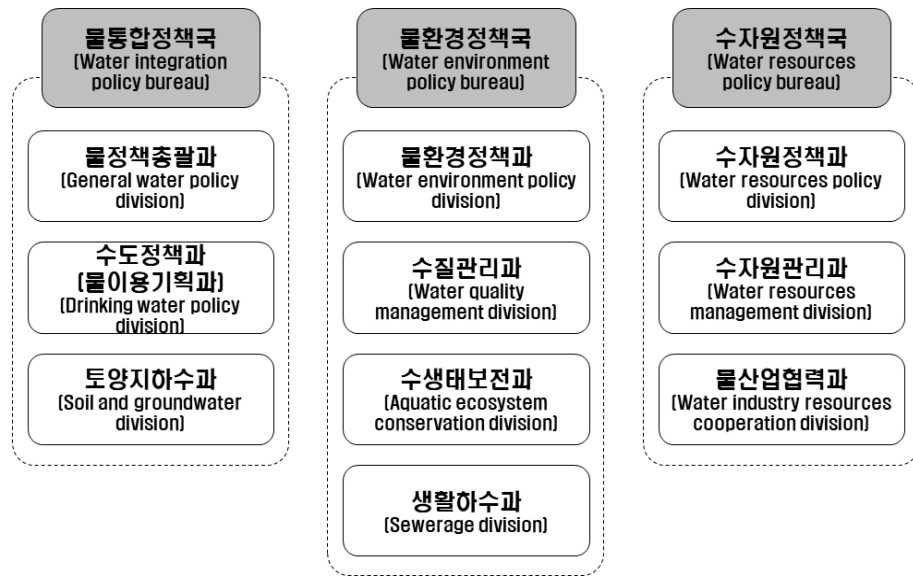 물통합정책국
(Water integration
policy bureau)
물정책총괄과
(General water policy
division)
수도정책과
(물이용기획과)
(Drinking water policy
division)
토양지하수과
(Soil and groundwater
division)
물환경정책국
(Water environment
policy bureau)
물환경정책과
(Water environment policy
division)
수질관리과
(Water quality
management division)
수생태보전과
(Aquatic ecosystem
conservation division)
생활하수과
(Sewerage division)
수자원정책국
(Water resources
policy bureau)
수자원정책과
(Water resources policy
division)
수자원관리과
(Water resources
management division)
물산업협력과
(Water industry resources
cooperation division)